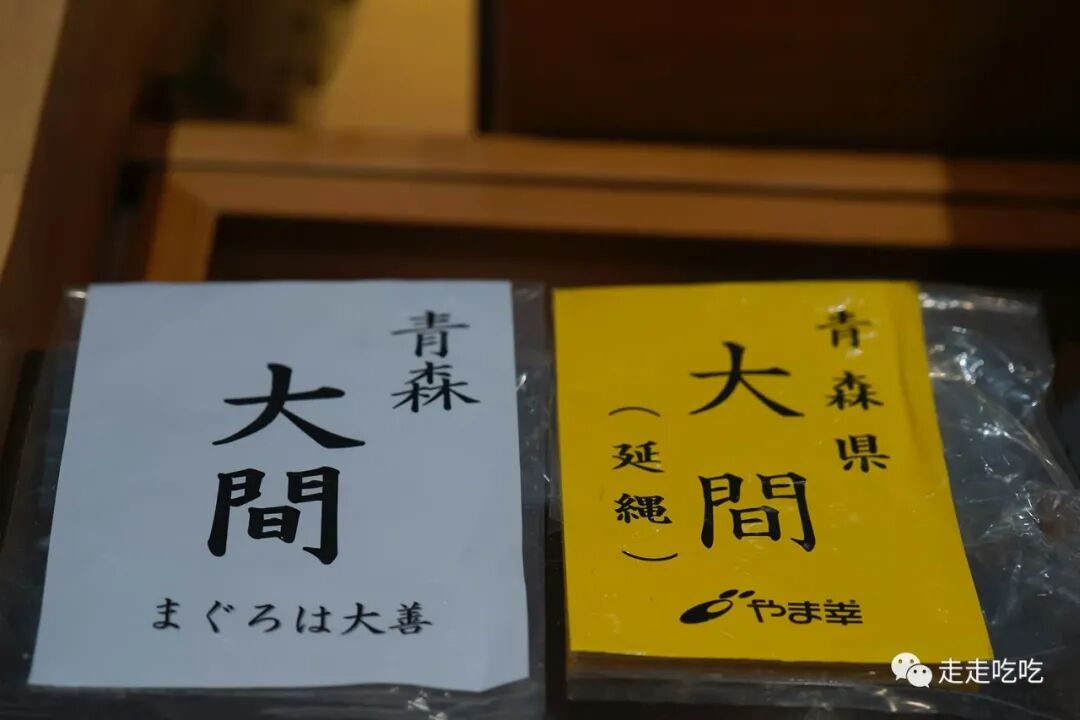 青森
大間
まぐろは大善
青森県
大間
（延縄）
やま幸
走走吃吃